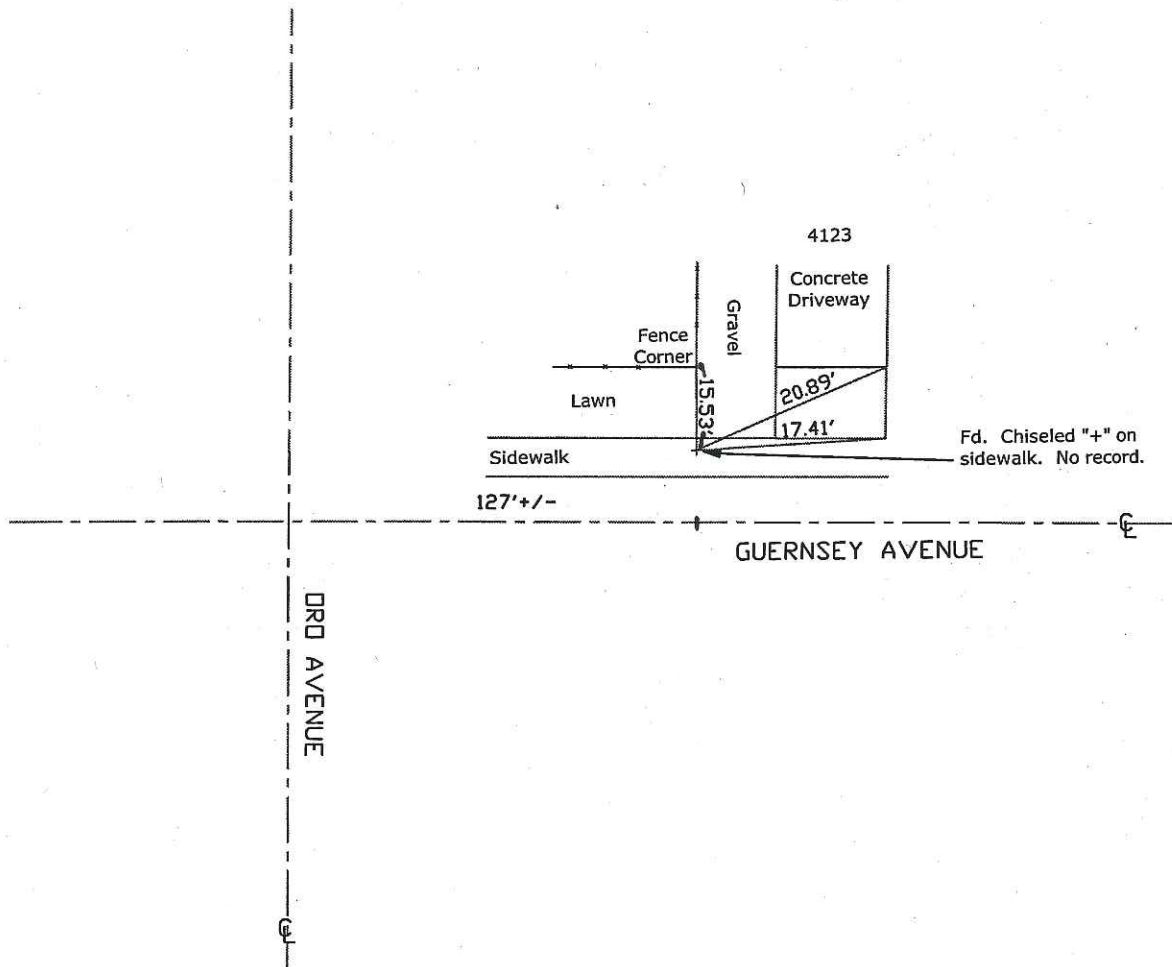 4123
Concrete
Driveway
Gravel
Fence
Corner
15.53'
20.89'
17.41'
Lawn
Fd. Chiseled "+" on
sidewalk. No record.
Sidewalk
127'+/-
℄
GUERNSEY AVENUE
ORO AVENUE
℄